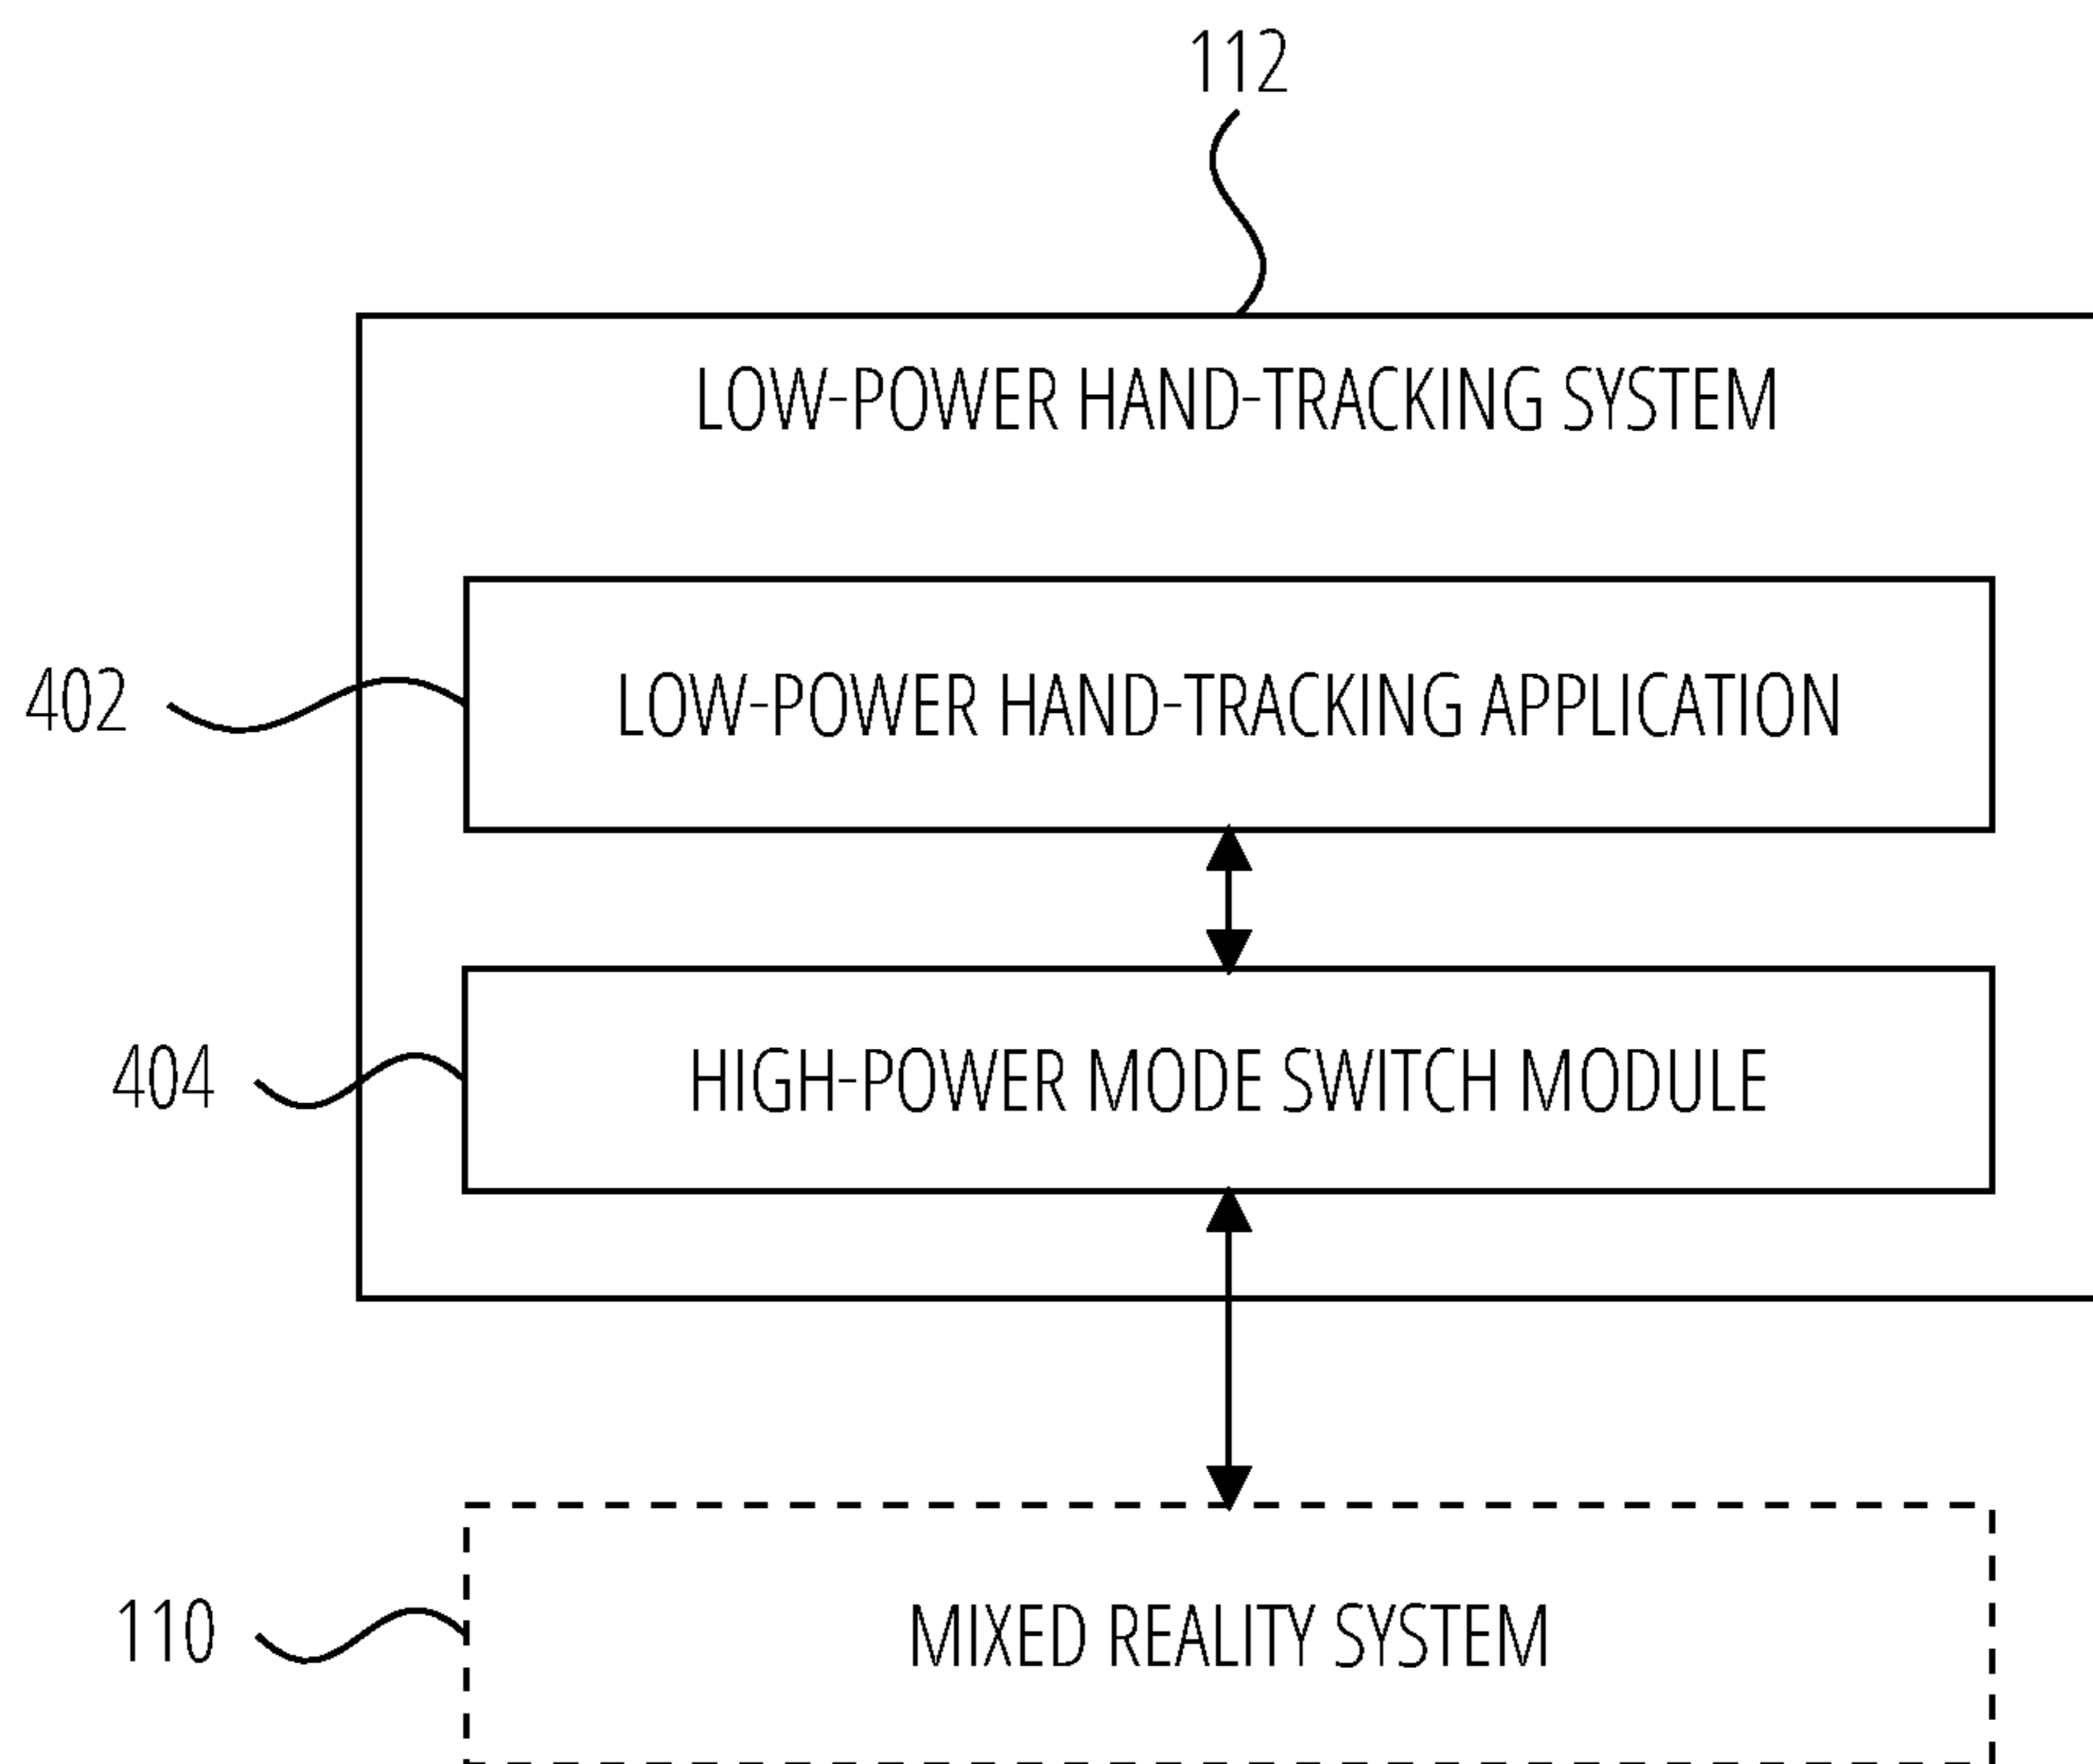 112
LOW-POWER HAND-TRACKING SYSTEM
402
LOW-POWER HAND-TRACKING APPLICATION
404
HIGH-POWER MODE SWITCH MODULE
110
MIXED REALITY SYSTEM